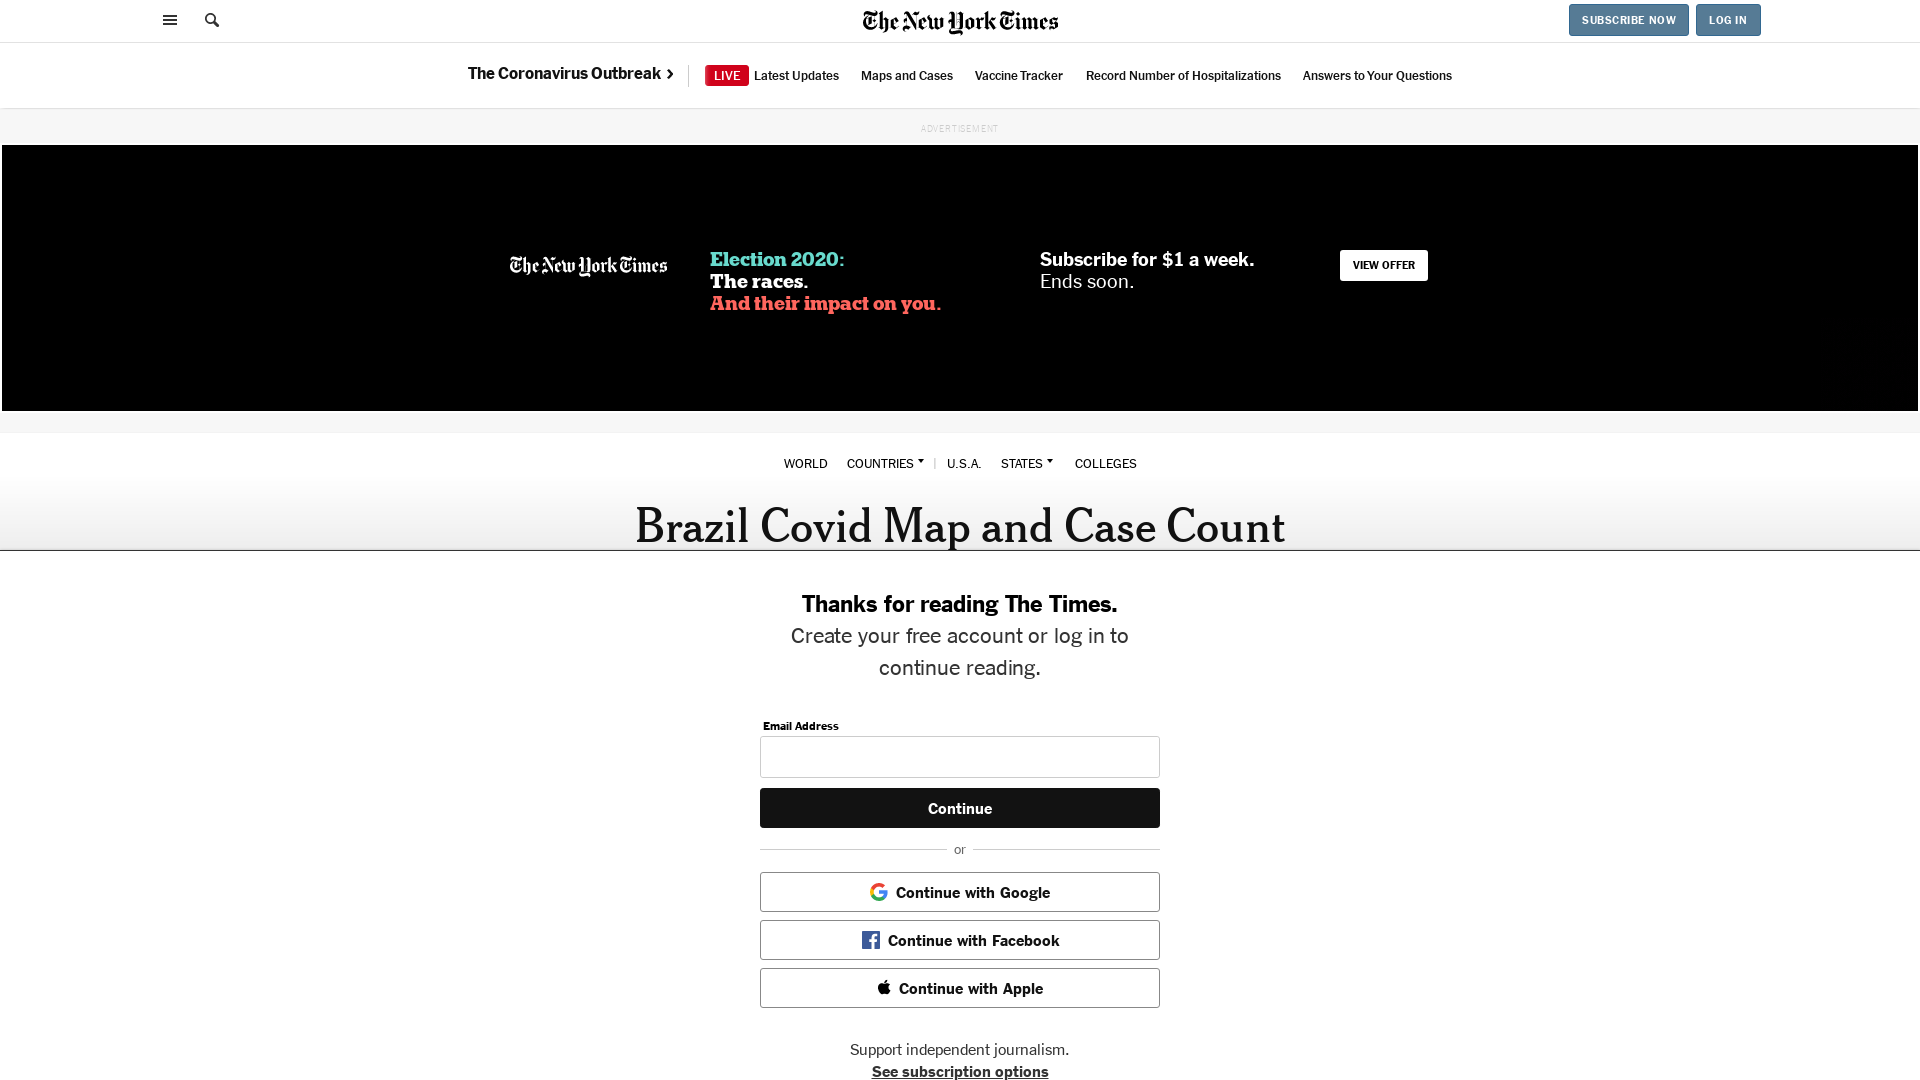 The New York Times
SUBSCRIBE NOW
LOG IN
The Coronavirus Outbreak
LIVE Latest Updates
Maps and Cases
Vaccine Tracker
Record Number of Hospitalizations
Answers to Your Questions
ADVERTISEMENT
The New York Times
Election 2020:
The races.
And their impact on you.
Subscribe for $1 a week.
Ends soon.
VIEW OFFER
WORLD COUNTRIES | U.S.A. STATES COLLEGES
Brazil Covid Map and Case Count
Thanks for reading The Times.
Create your free account or log in to
continue reading.
Email Address
Continue
or
Continue with Google
Continue with Facebook
Continue with Apple
Support independent journalism.
See subscription options